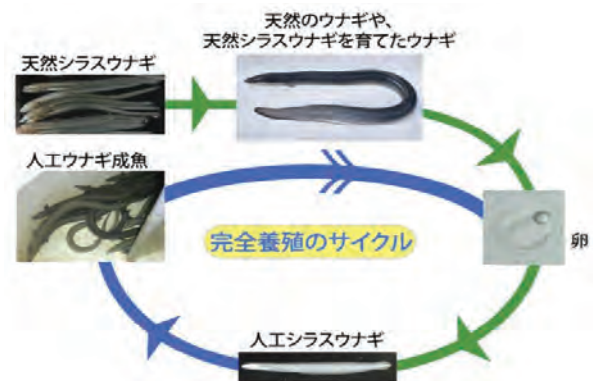 天然のウナギや、
天然シラスウナギを育てたウナギ
天然シラスウナギ
人工ウナギ成魚
完全養殖のサイクル
卵
人工シラスウナギ